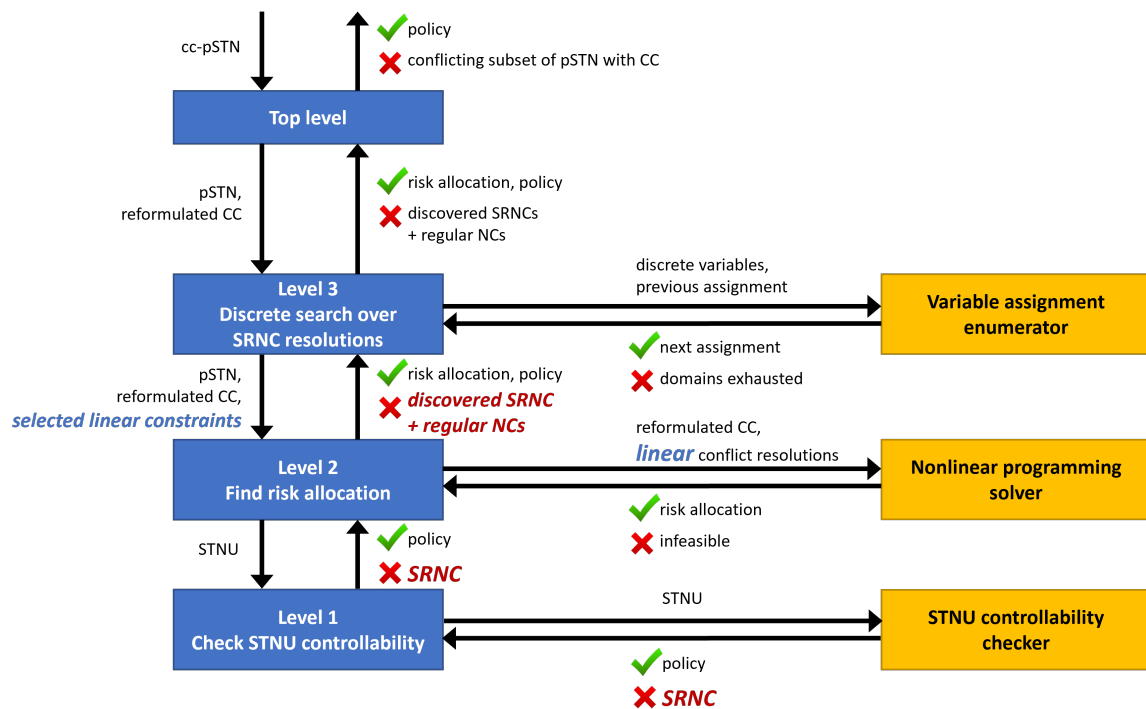 cc-pSTN
policy
conflicting subset of pSTN with CC
Top level
pSTN,
reformulated CC
risk allocation, policy
discovered SRNCs
+ regular NCs
Level 3
Discrete search over
SRNC resolutions
discrete variables,
previous assignment
Variable assignment
enumerator
next assignment
domains exhausted
pSTN,
reformulated CC,
selected linear constraints
risk allocation, policy
discovered SRNC
+ regular NCs
Level 2
Find risk allocation
reformulated CC,
linear conflict resolutions
Nonlinear programming
solver
risk allocation
infeasible
STNU
policy
SRNC
Level 1
Check STNU controllability
STNU
STNU controllability
checker
policy
SRNC